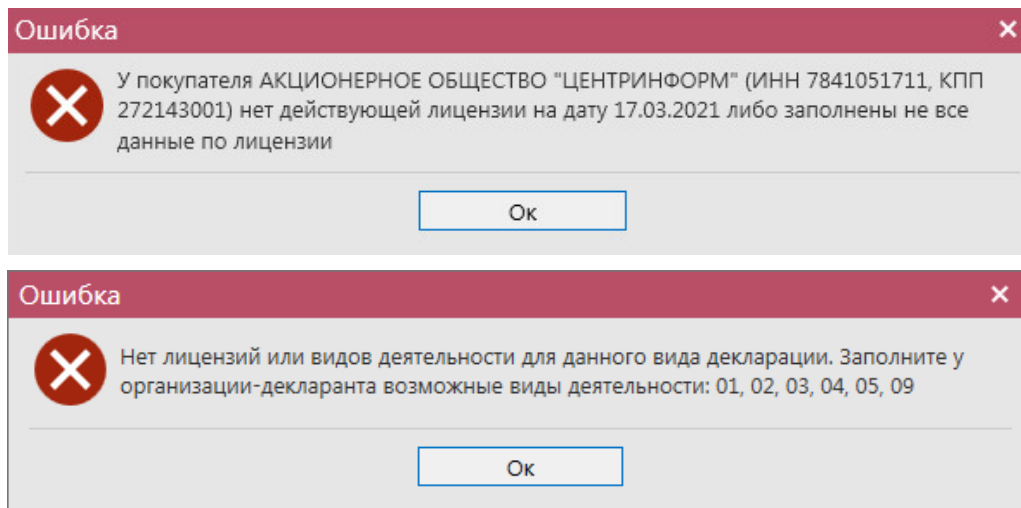 Ошибка
У покупателя АКЦИОНЕРНОЕ ОБЩЕСТВО "ЦЕНТРИНФОРМ" (ИНН 7841051711, КПП
272143001) нет действующей лицензии на дату 17.03.2021 либо заполнены не все
данные по лицензии
Ок
Ошибка
Нет лицензий или видов деятельности для данного вида декларации. Заполните у
организации-декларанта возможные виды деятельности: 01, 02, 03, 04, 05, 09
Ок